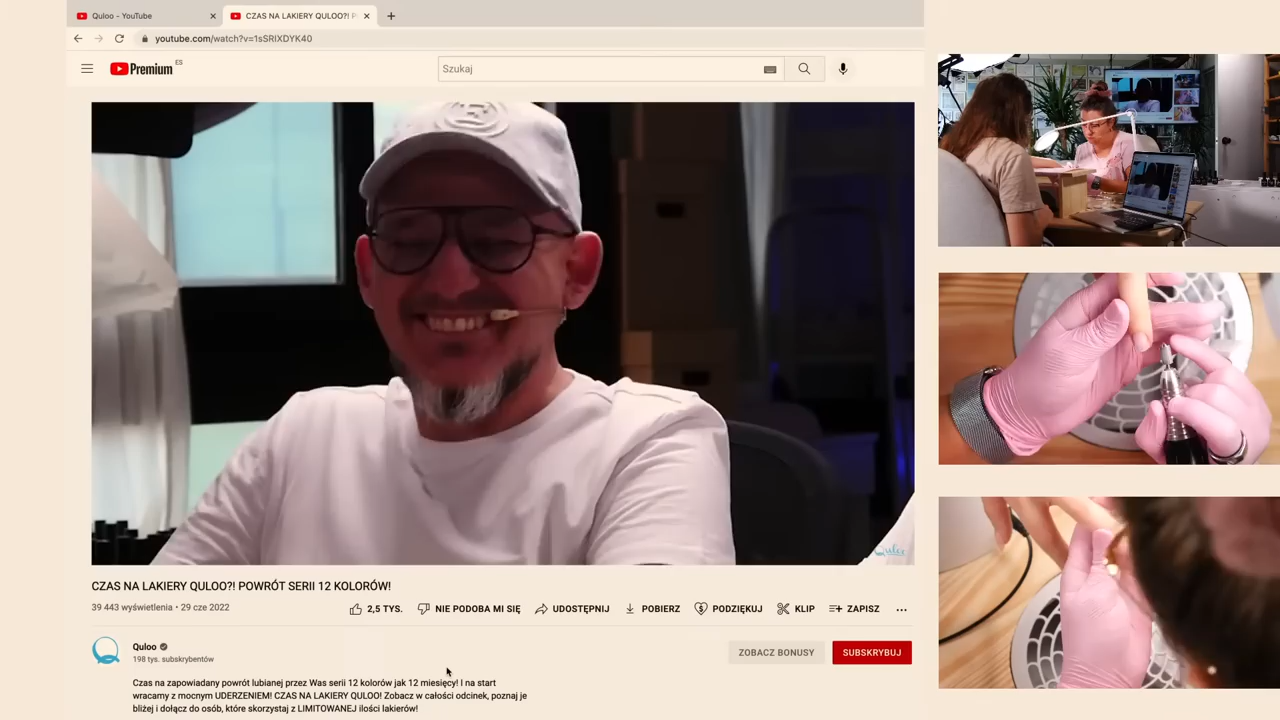 Quloo - YouTube
CZAS NA LAKIERY QULOO?! P
youtube.com/watch?v=1sSRIXDYK40
Premium ES
Szukaj
Quloo
CZAS NA LAKIERY QULOO?! POWRÓT SERII 12 KOLORÓW!
39 443 wyświetlenia • 29 cze 2022
2,5 TYS.
NIE PODOBA MI SIĘ
UDOSTĘPNIJ
POBIERZ
PODZIĘKUJ
KLIP
ZAPISZ
Quloo
198 tys. subskrybentów
ZOBACZ BONUSY
SUBSKRYBUJ
Czas na zapowiadany powrót lubianej przez Was serii 12 kolorów jak 12 miesięcy! I na start
wracamy z mocnym UDERZENIEM! CZAS NA LAKIERY QULOO! Zobacz w całości odcinek, poznaj je
bliżej i dołącz do osób, które skorzystaj z LIMITOWANEJ ilości lakierów!